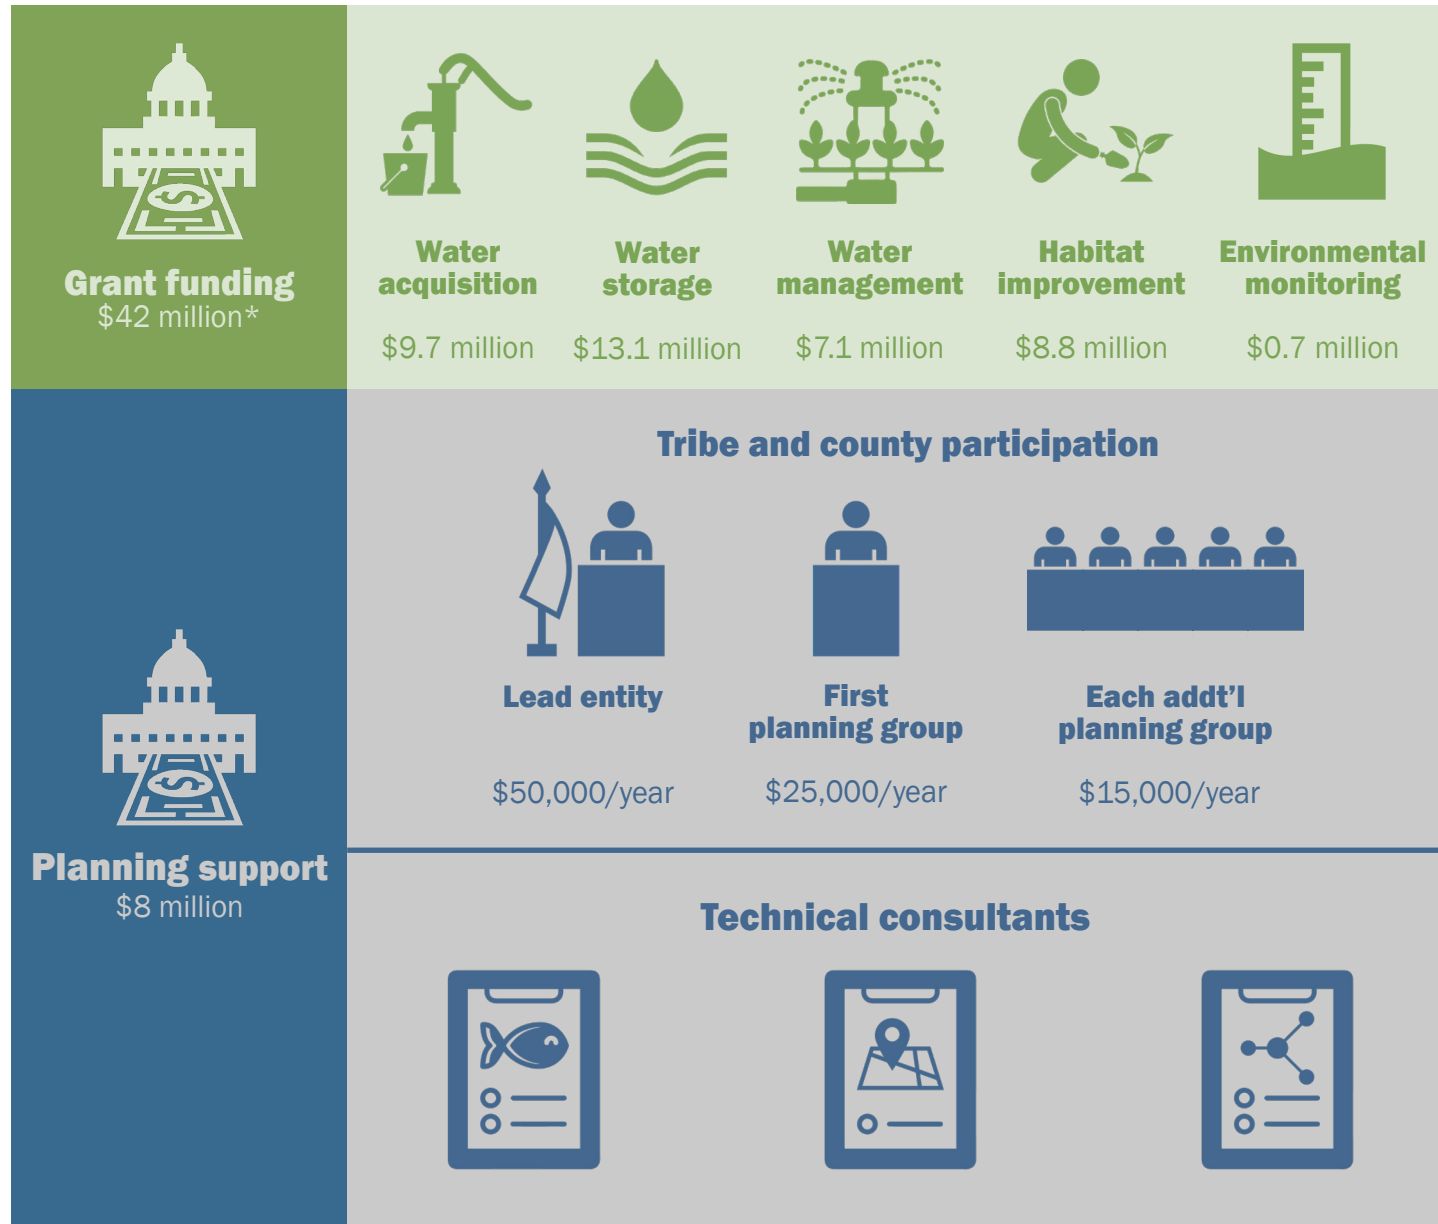 Grant funding
$42 million*
Water
acquisition
$9.7 million
Water
storage
$13.1 million
Water
management
$7.1 million
Habitat
improvement
$8.8 million
Environmental
monitoring
$0.7 million
Planning support
$8 million
Tribe and county participation
Lead entity
$50,000/year
First
planning group
$25,000/year
Each addt’l
planning group
$15,000/year
Technical consultants